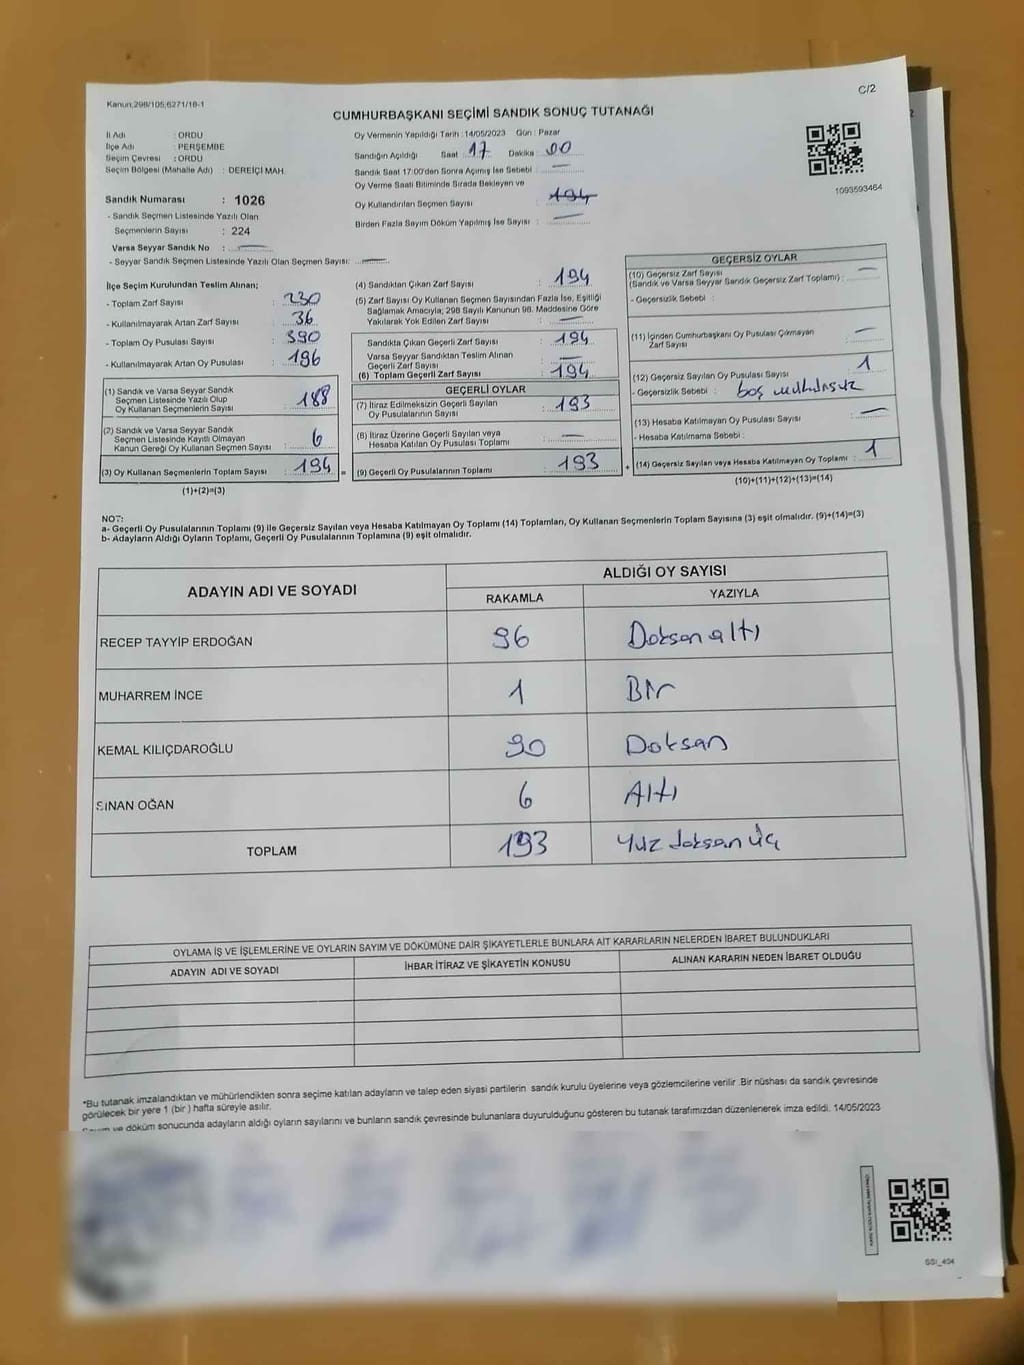 Kanun;298/105;6271/18-1
C/2
CUMHURBAŞKANI SEÇİMİ SANDIK SONUÇ TUTANAĞI
İl Adı : ORDU
İlçe Adı : PERŞEMBE
Seçim Çevresi : ORDU
Seçim Bölgesi (Mahalle Adı) : DEREİÇİ MAH.
Sandık Numarası : 1026
- Sandık Seçmen Listesinde Yazılı Olan
Seçmenlerin Sayısı : 224
Varsa Seyyar Sandık No : —
- Seyyar Sandık Seçmen Listesinde Yazılı Olan Seçmen Sayısı: —
Oy Vermenin Yapıldığı Tarih : 14/05/2023 Gün : Pazar
Sandığın Açıldığı Saat 17 Dakika 00
Sandık Saat 17:00'den Sonra Açılmış İse Sebebi : —
Oy Verme Saati Bitiminde Sırada Bekleyen ve
Oy Kullandırılan Seçmen Sayısı : 194
Birden Fazla Sayım Döküm Yapılmış İse Sayısı : —
1093593464
İlçe Seçim Kurulundan Teslim Alınan;
- Toplam Zarf Sayısı : 230
- Kullanılmayarak Artan Zarf Sayısı : 36
- Toplam Oy Pusulası Sayısı : 390
- Kullanılmayarak Artan Oy Pusulası : 196
(1) Sandık ve Varsa Seyyar Sandık
Seçmen Listesinde Yazılı Olup
Oy Kullanan Seçmenlerin Sayısı : 188
(2) Sandık ve Varsa Seyyar Sandık
Seçmen Listesinde Kayıtlı Olmayan
Kanun Gereği Oy Kullanan Seçmen Sayısı : 6
(3) Oy Kullanan Seçmenlerin Toplam Sayısı : 194 =
(1)+(2)=(3)
(4) Sandıktan Çıkan Zarf Sayısı : 194
(5) Zarf Sayısı Oy Kullanan Seçmen Sayısından Fazla İse, Eşitliği
Sağlamak Amacıyla; 298 Sayılı Kanunun 98. Maddesine Göre
Yakılarak Yok Edilen Zarf Sayısı : —
Sandıkta Çıkan Geçerli Zarf Sayısı : 194
Varsa Seyyar Sandıktan Teslim Alınan
Geçerli Zarf Sayısı : —
(6) Toplam Geçerli Zarf Sayısı : 194
GEÇERLİ OYLAR
(7) İtiraz Edilmeksizin Geçerli Sayılan
Oy Pusulalarının Sayısı : 193
(8) İtiraz Üzerine Geçerli Sayılan veya
Hesaba Katılan Oy Pusulası Toplamı : —
(9) Geçerli Oy Pusulalarının Toplamı : 193 +
GEÇERSİZ OYLAR
(10) Geçersiz Zarf Sayısı
(Sandık ve Varsa Seyyar Sandık Geçersiz Zarf Toplamı) : —
- Geçersizlik Sebebi :
(11) İçinden Cumhurbaşkanı Oy Pusulası Çıkmayan
Zarf Sayısı : —
(12) Geçersiz Sayılan Oy Pusulası Sayısı : 1
- Geçersizlik Sebebi : boş mühürsüz
(13) Hesaba Katılmayan Oy Pusulası Sayısı : —
- Hesaba Katılmama Sebebi :
(14) Geçersiz Sayılan veya Hesaba Katılmayan Oy Toplamı : 1
(10)+(11)+(12)+(13)=(14)
NOT:
a- Geçerli Oy Pusulalarının Toplamı (9) ile Geçersiz Sayılan veya Hesaba Katılmayan Oy Toplamı (14) Toplamları, Oy Kullanan Seçmenlerin Toplam Sayısına (3) eşit olmalıdır. (9)+(14)=(3)
b- Adayların Aldığı Oyların Toplamı, Geçerli Oy Pusulalarının Toplamına (9) eşit olmalıdır.
ADAYIN ADI VE SOYADI
ALDIĞI OY SAYISI
RAKAMLA YAZIYLA
RECEP TAYYİP ERDOĞAN 96 Doksan altı
MUHARREM İNCE 1 Bir
KEMAL KILIÇDAROĞLU 90 Doksan
SİNAN OĞAN 6 Altı
TOPLAM 193 Yüz doksan üç
OYLAMA İŞ VE İŞLEMLERİNE VE OYLARIN SAYIM VE DÖKÜMÜNE DAİR ŞİKAYETLERLE BUNLARA AİT KARARLARIN NELERDEN İBARET BULUNDUKLARI
ADAYIN ADI VE SOYADI İHBAR İTİRAZ VE ŞİKAYETİN KONUSU ALINAN KARARIN NEDEN İBARET OLDUĞU
*Bu tutanak imzalandıktan ve mühürlendikten sonra seçime katılan adayların ve talep eden siyasi partilerin sandık kurulu üyelerine veya gözlemcilerine verilir .Bir nüshası da sandık çevresinde
görülecek bir yere 1 (bir ) hafta süreyle asılır.
Sayım ve döküm sonucunda adayların aldığı oyların sayılarını ve bunların sandık çevresinde bulunanlara duyurulduğunu gösteren bu tutanak tarafımızdan düzenlenerek imza edildi. 14/05/2023
SSI_404